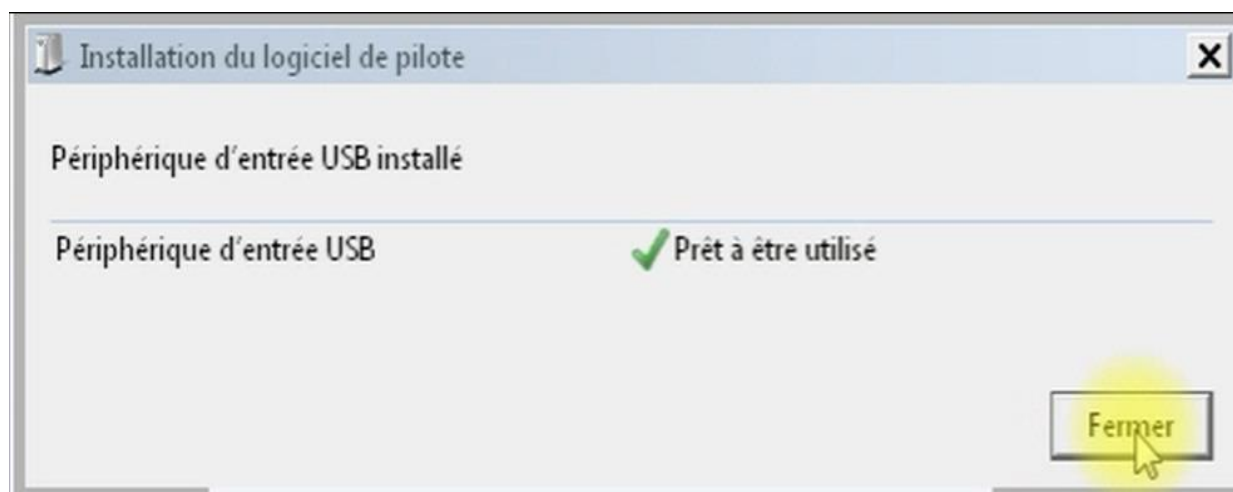 Installation du logiciel de pilote
Périphérique d'entrée USB installé
Périphérique d'entrée USB Prêt à être utilisé
Fermer